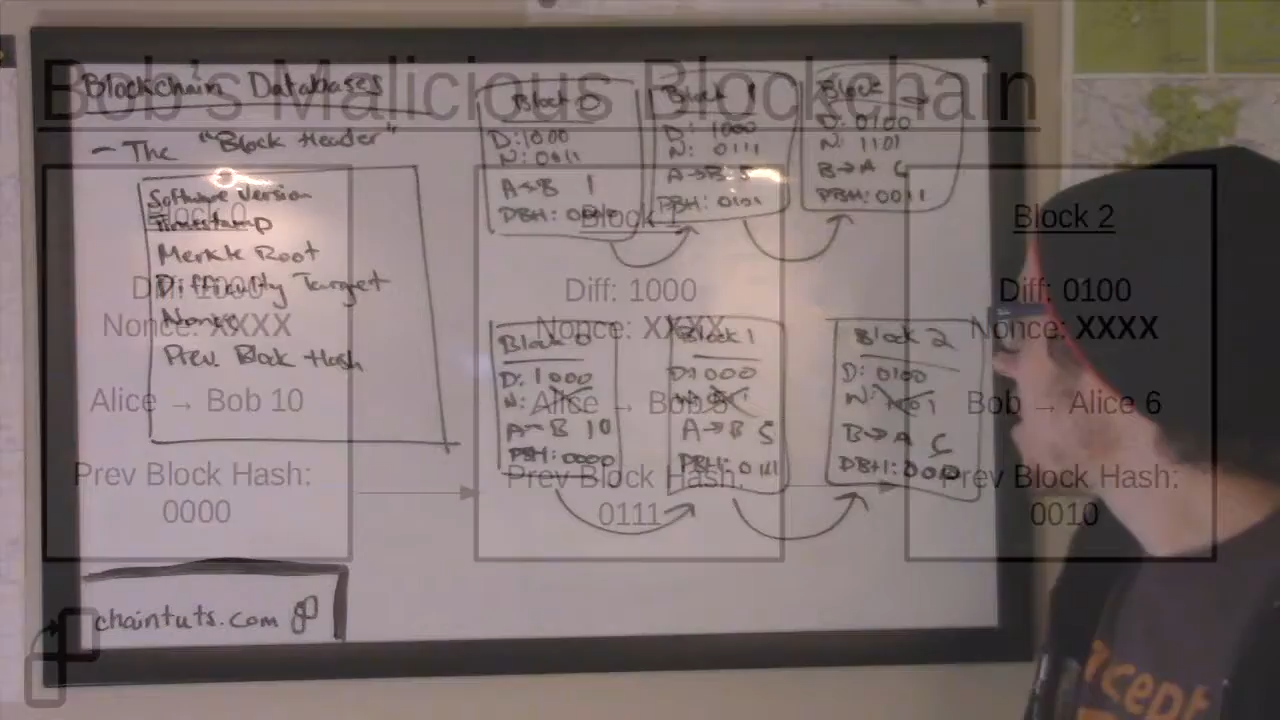 Bob's Malicious Blockchain
Block 0
Diff: 1000
Nonce: XXXX
Alice → Bob 10
Prev Block Hash:
0000
Block 1
Diff: 1000
Nonce: XXXX
Alice → Bob 5
Prev Block Hash:
0111
Block 2
Diff: 0100
Nonce: XXXX
Bob → Alice 6
Prev Block Hash:
0010
Blockchain Databases
- The "Block Header"
Software Version
Timestamp
Merkle Root
Difficulty Target
Nonce
Prev. Block Hash
Block 0
D:1000
N: 0011
A→B 1
PBH:
Block 1
D: 1000
N: 0111
A→B: 5
PBH: 0101
Block
D: 0100
N: 1101
B→A
PBH: 0011
Block 0
D: 1000
N:
A→B 10
PBH: 0000
Block 1
D: 1000
A→B 5
PBH: 0111
Block 2
D: 0100
N:
B→A
PBH:
chaintuts.com